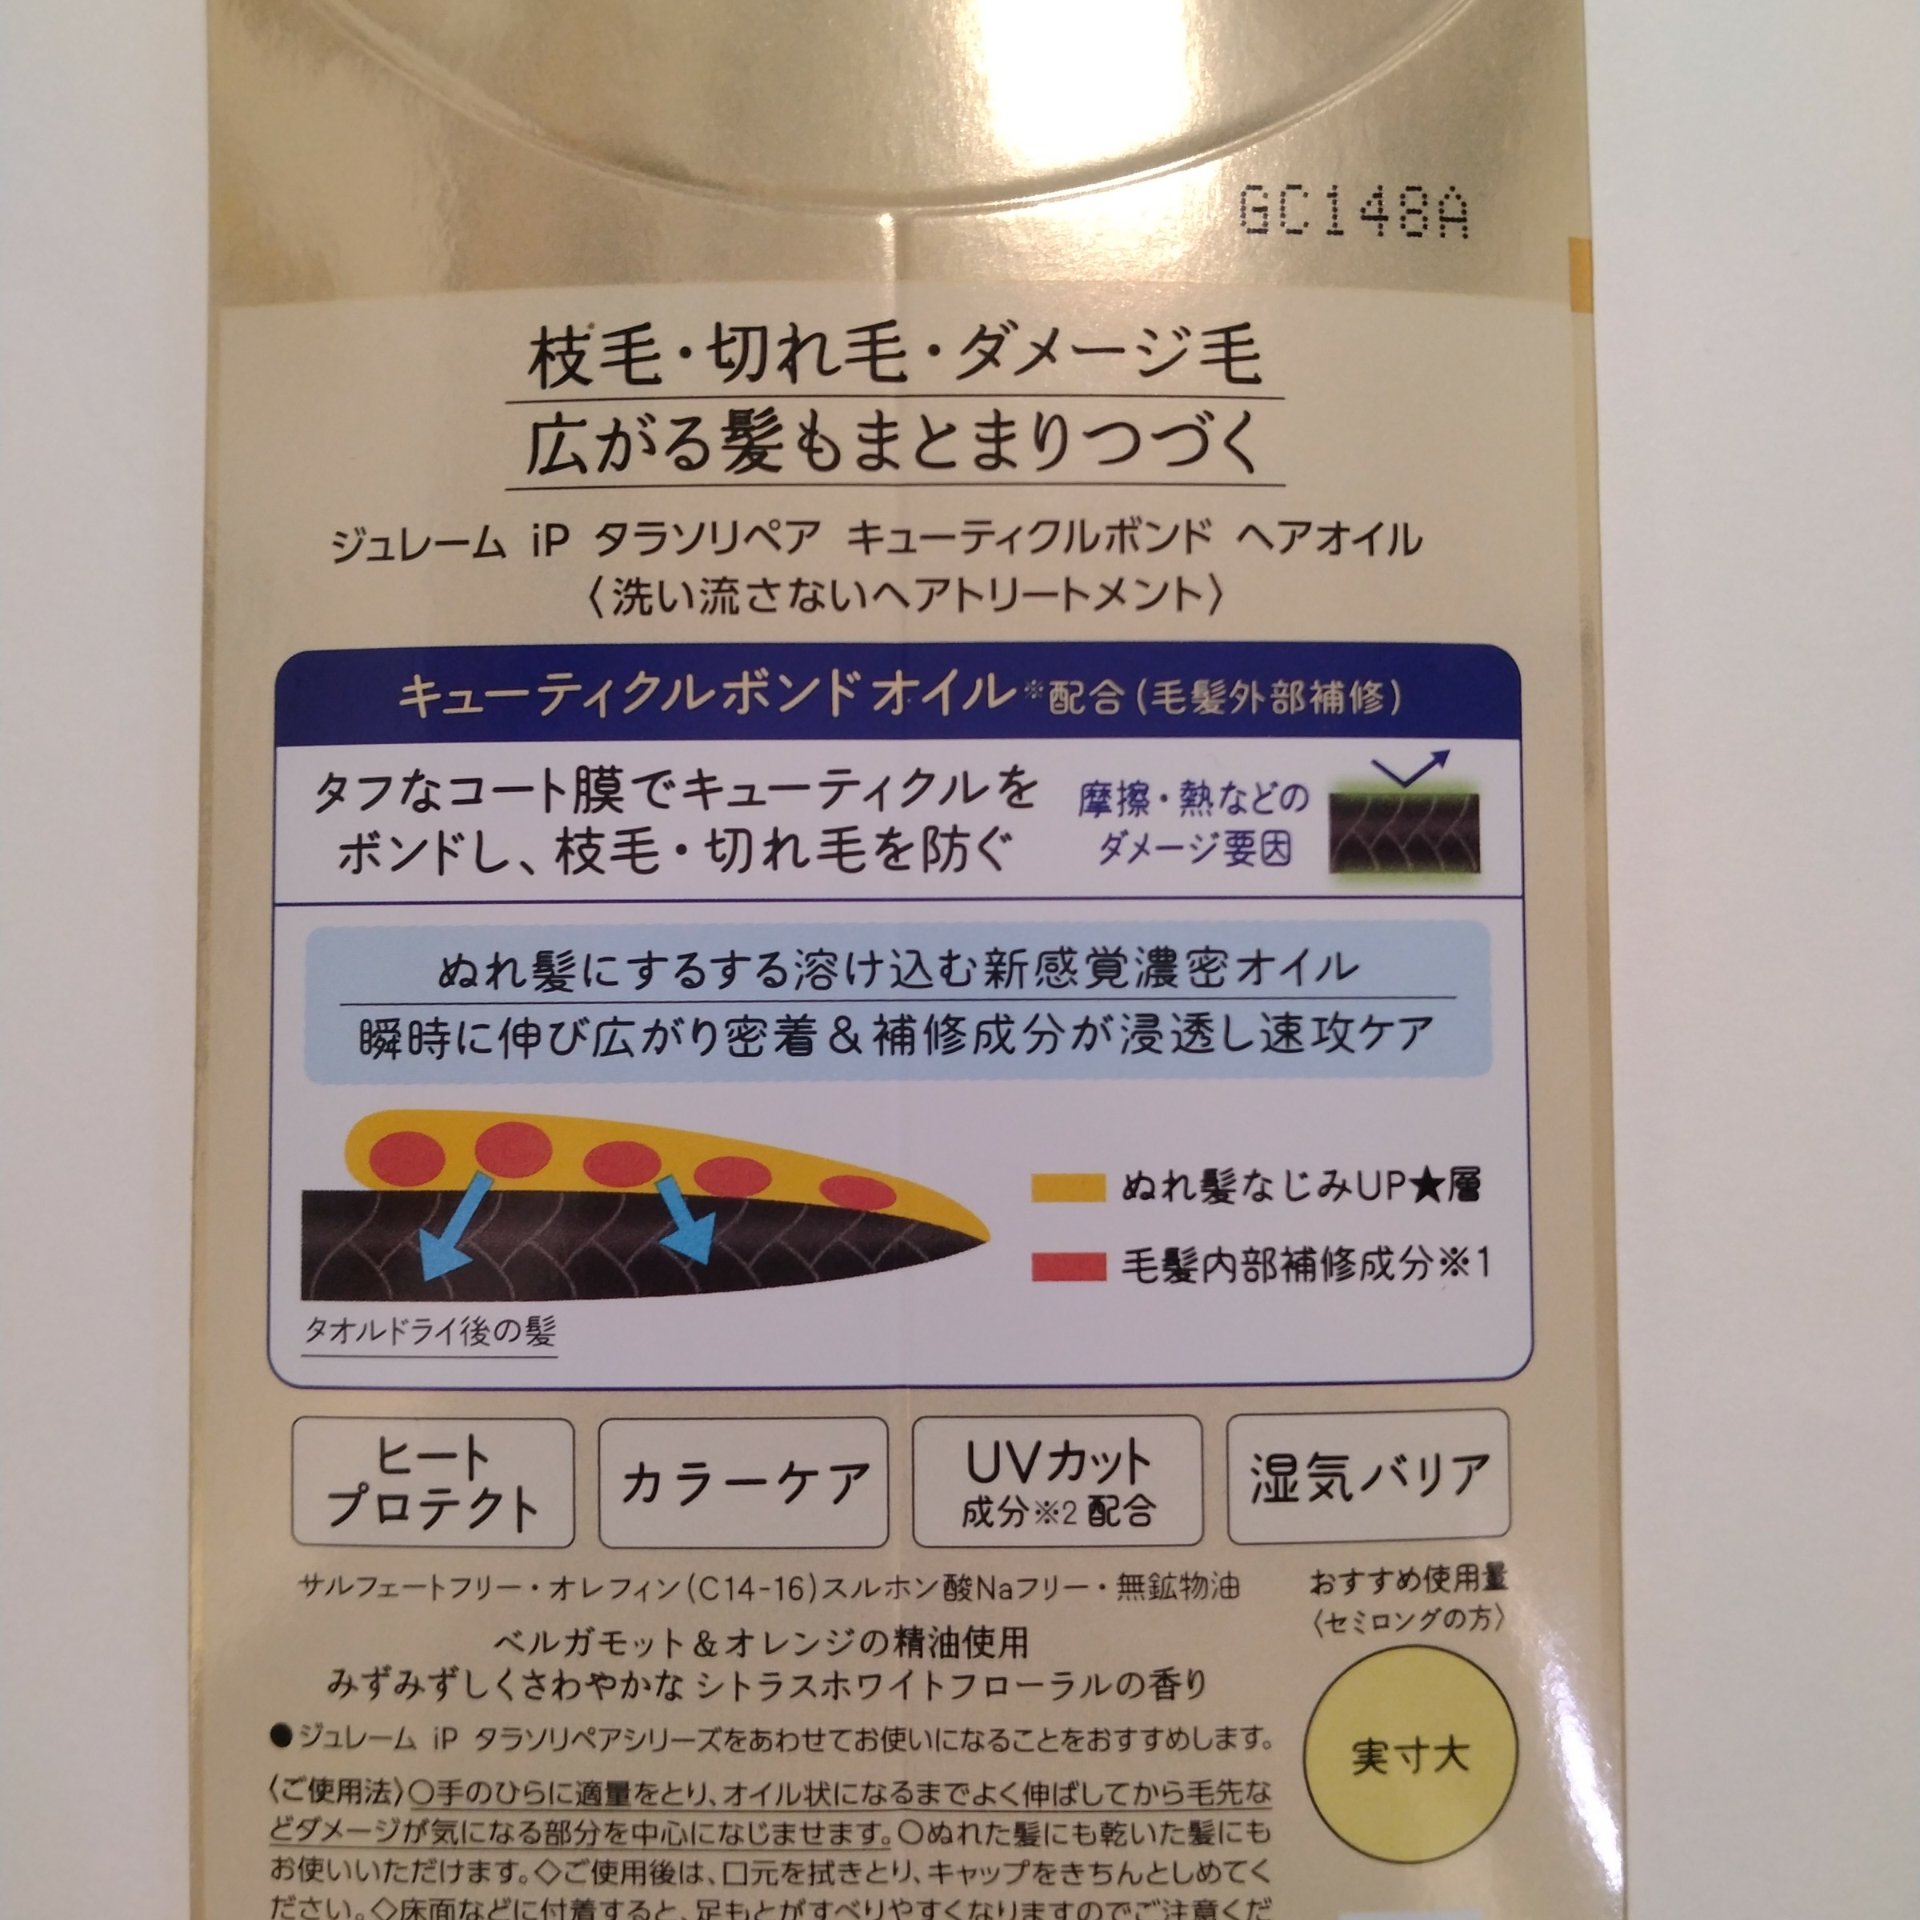 GC148A
枝毛・切れ毛・ダメージ毛
広がる髪もまとまりつづく
ジュレーム iP タラソリペア キューティクルボンド ヘアオイル
〈洗い流さないヘアトリートメント〉
キューティクルボンドオイル※配合(毛髪外部補修)
タフなコート膜でキューティクルを
ボンドし、枝毛・切れ毛を防ぐ
摩擦・熱などの
ダメージ要因
ぬれ髪にするする溶け込む新感覚濃密オイル
瞬時に伸び広がり密着＆補修成分が浸透し速攻ケア
ぬれ髪なじみUP★層
毛髪内部補修成分※1
タオルドライ後の髪
ヒート
プロテクト
カラーケア
UVカット
成分※2 配合
湿気バリア
サルフェートフリー・オレフィン(C14-16)スルホン酸Naフリー・無鉱物油
ベルガモット＆オレンジの精油使用
みずみずしくさわやかな シトラスホワイトフローラルの香り
おすすめ使用量
〈セミロングの方〉
実寸大
●ジュレーム iP タラソリペアシリーズをあわせてお使いになることをおすすめします。
〈ご使用法〉○手のひらに適量をとり、オイル状になるまでよく伸ばしてから毛先な
どダメージが気になる部分を中心になじませます。○ぬれた髪にも乾いた髪にも
お使いいただけます。◇ご使用後は、口元を拭きとり、キャップをきちんとしめてく
ださい。◇床面などに付着すると、足もとがすべりやすくなりますのでご注意くだ